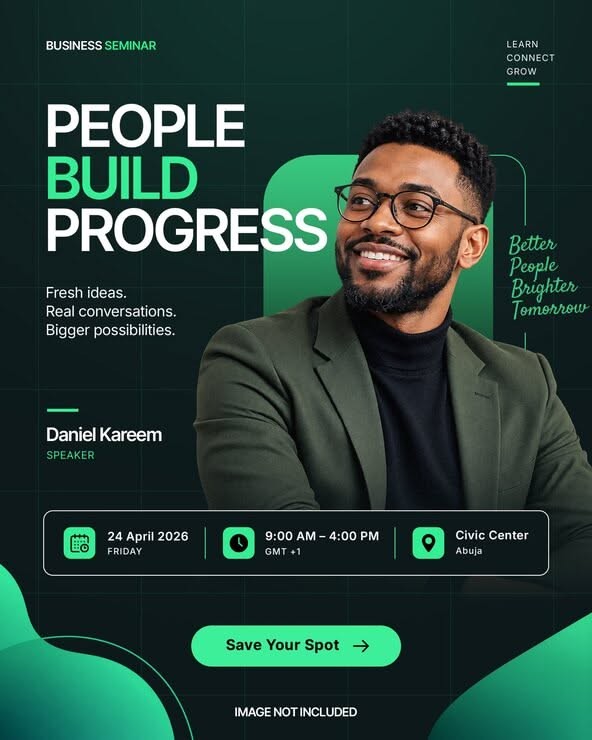 BUSINESS SEMINAR
LEARN
CONNECT
GROW
PEOPLE
BUILD
PROGRESS
Better
People
Brighter
Tomorrow
Fresh ideas.
Real conversations.
Bigger possibilities.
Daniel Kareem
SPEAKER
24 April 2026
FRIDAY
9:00 AM – 4:00 PM
GMT +1
Civic Center
Abuja
Save Your Spot →
IMAGE NOT INCLUDED